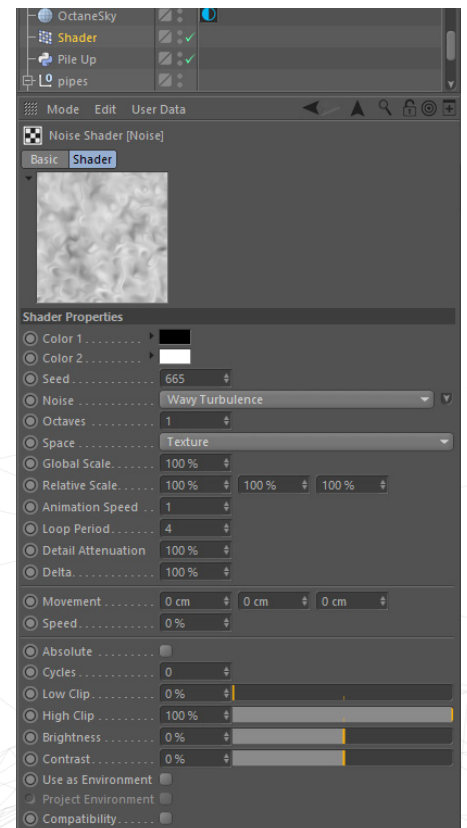 OctaneSky
Shader
Pile Up
pipes
Mode Edit User Data
Noise Shader [Noise]
Basic Shader
Shader Properties
Color 1 . . . . . . . . .
Color 2 . . . . . . . . .
Seed . . . . . . . . . . . . 665
Noise . . . . . . . . . . . Wavy Turbulence
Octaves . . . . . . . . . 1
Space . . . . . . . . . . . Texture
Global Scale. . . . . . . 100 %
Relative Scale. . . . . . 100 % 100 % 100 %
Animation Speed . . 1
Loop Period. . . . . . . 4
Detail Attenuation 100 %
Delta. . . . . . . . . . . . 100 %
Movement . . . . . . . . 0 cm 0 cm 0 cm
Speed. . . . . . . . . . . 0 %
Absolute . . . . . . . . .
Cycles . . . . . . . . . . . 0
Low Clip. . . . . . . . . . 0 %
High Clip . . . . . . . . . 100 %
Brightness . . . . . . . . 0 %
Contrast. . . . . . . . . . 0 %
Use as Environment
Project Environment
Compatibility. . . . . .